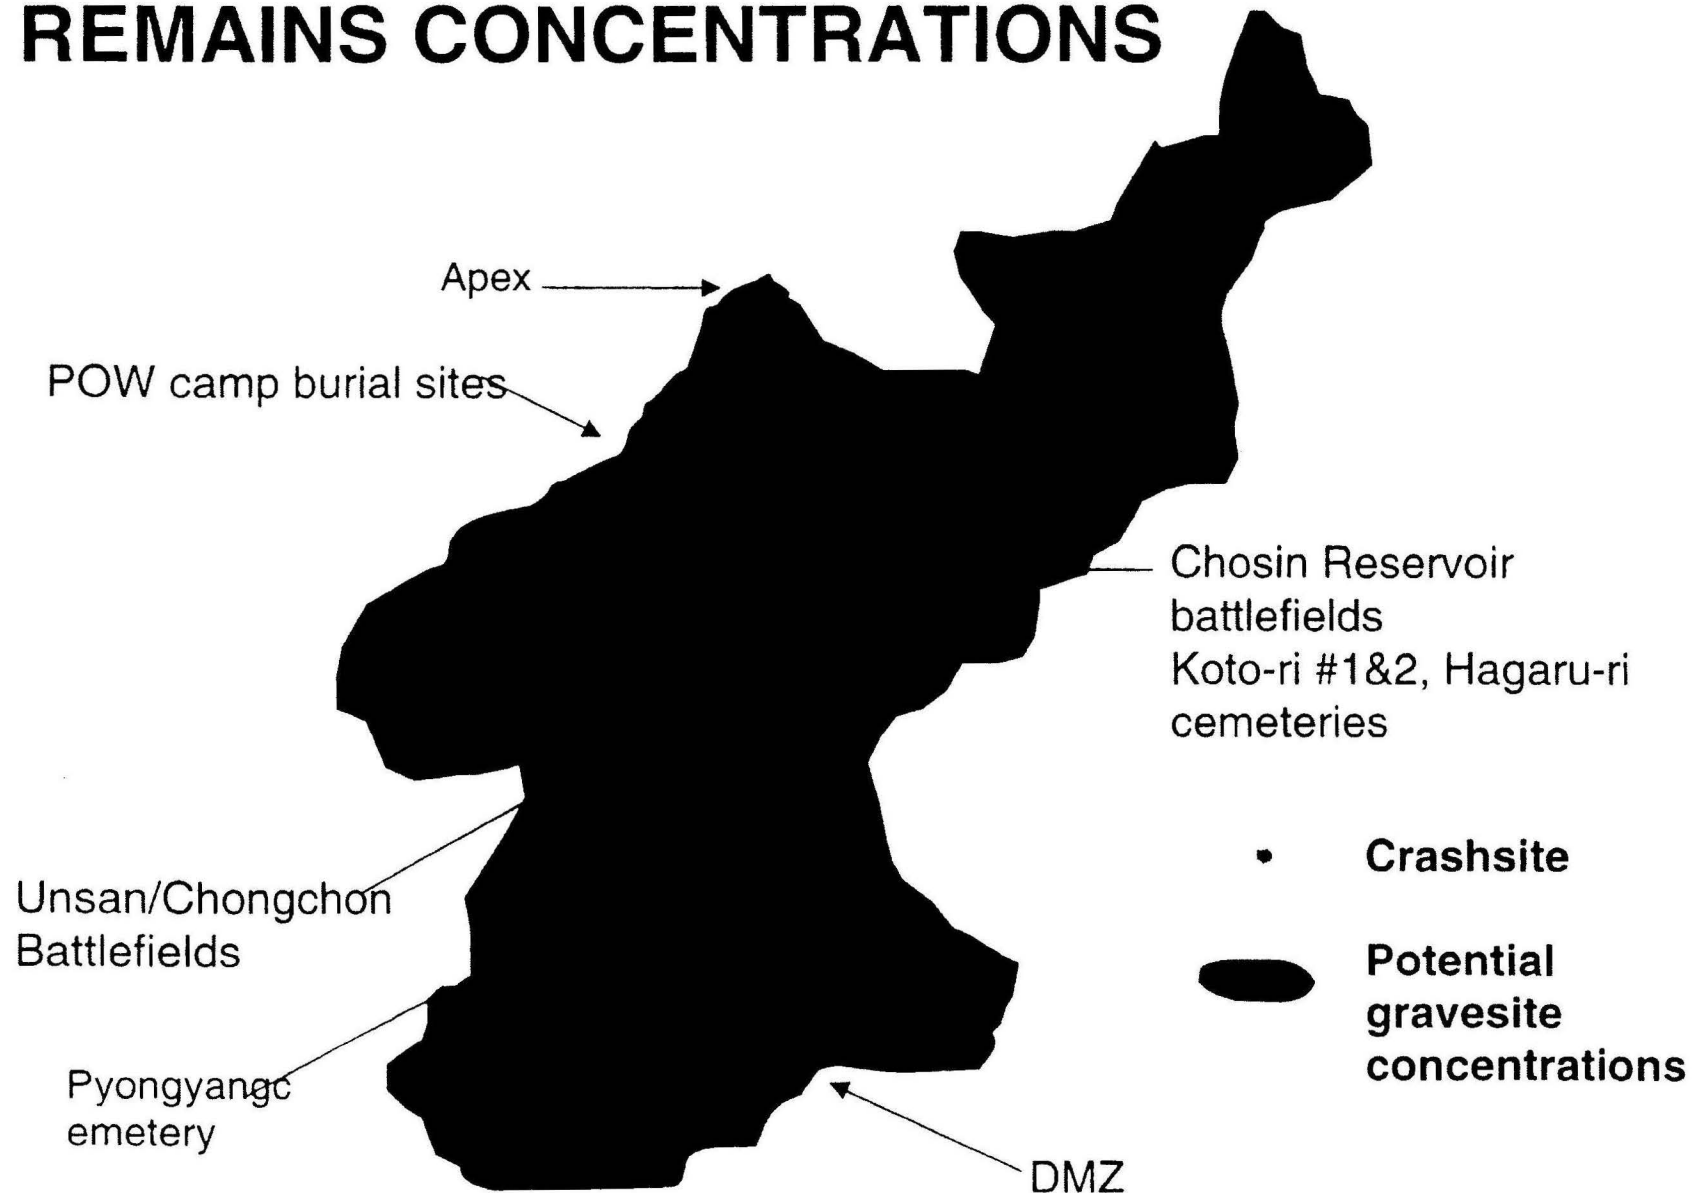 REMAINS CONCENTRATIONS
Apex
POW camp burial sites
Chosin Reservoir
battlefields
Koto-ri #1&2, Hagaru-ri
cemeteries
Crashsite
Unsan/Chongchon
Battlefields
Potential
gravesite
concentrations
Pyongyangc
emetery
DMZ